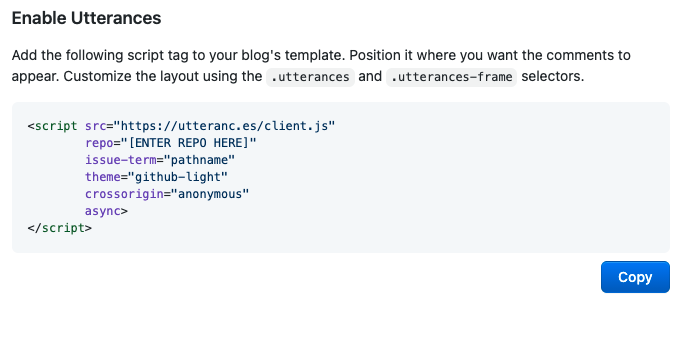 Enable Utterances
Add the following script tag to your blog's template. Position it where you want the comments to
appear. Customize the layout using the .utterances and .utterances-frame selectors.
<script src="https://utteranc.es/client.js"
        repo="[ENTER REPO HERE]"
        issue-term="pathname"
        theme="github-light"
        crossorigin="anonymous"
        async>
</script>
Copy